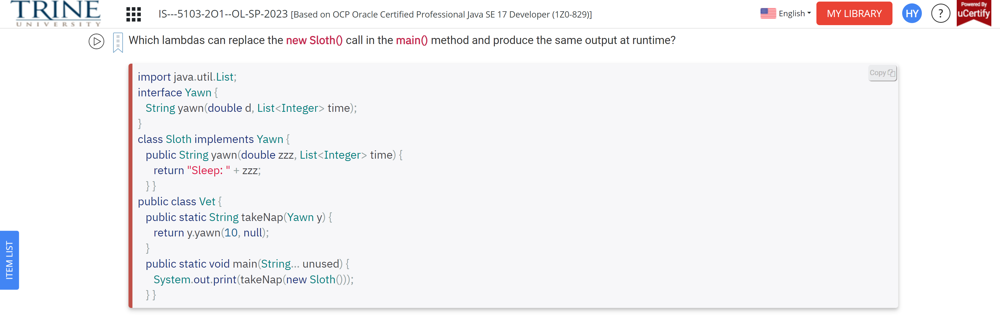 TRINE
UNIVERSITY
IS---5103-2O1--OL-SP-2023 [Based on OCP Oracle Certified Professional Java SE 17 Developer (1Z0-829)]
English
MY LIBRARY
HY
?
Powered By
uCertify
Which lambdas can replace the new Sloth() call in the main() method and produce the same output at runtime?
Copy
import java.util.List;
interface Yawn {
String yawn(double d, List<Integer> time);
}
class Sloth implements Yawn {
public String yawn(double zzz, List<Integer> time) {
return "Sleep: " + zzz;
} }
public class Vet {
public static String takeNap(Yawn y) {
return y.yawn(10, null);
}
public static void main(String... unused) {
System.out.print(takeNap(new Sloth()));
} }
ITEM LIST